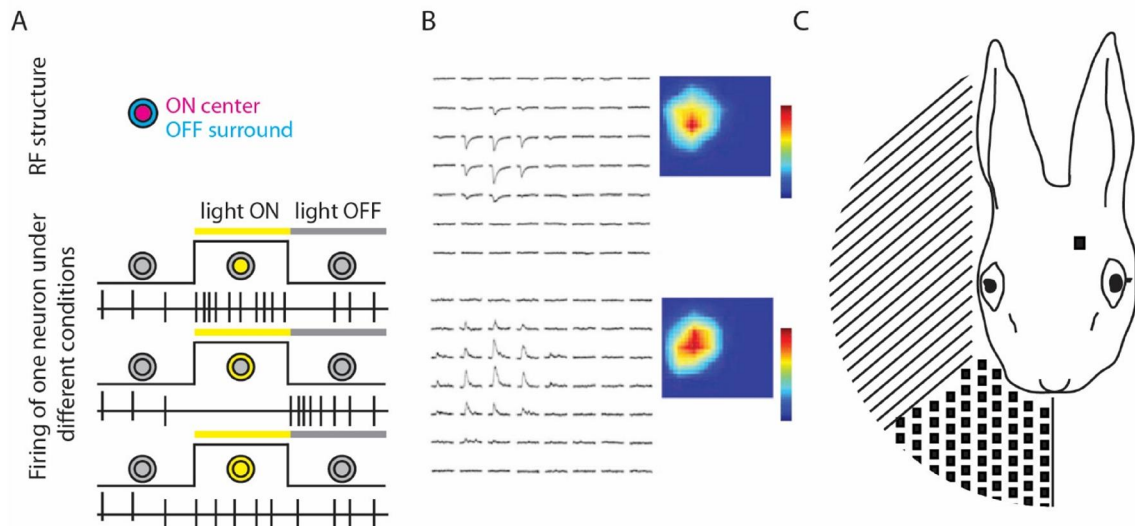 A
B
C
RF structure
ON center
OFF surround
light ON
light OFF
Firing of one neuron under
different conditions